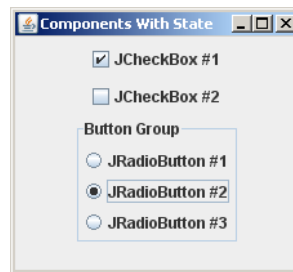 Components With State
JCheckBox #1
JCheckBox #2
Button Group
JRadioButton #1
JRadioButton #2
JRadioButton #3